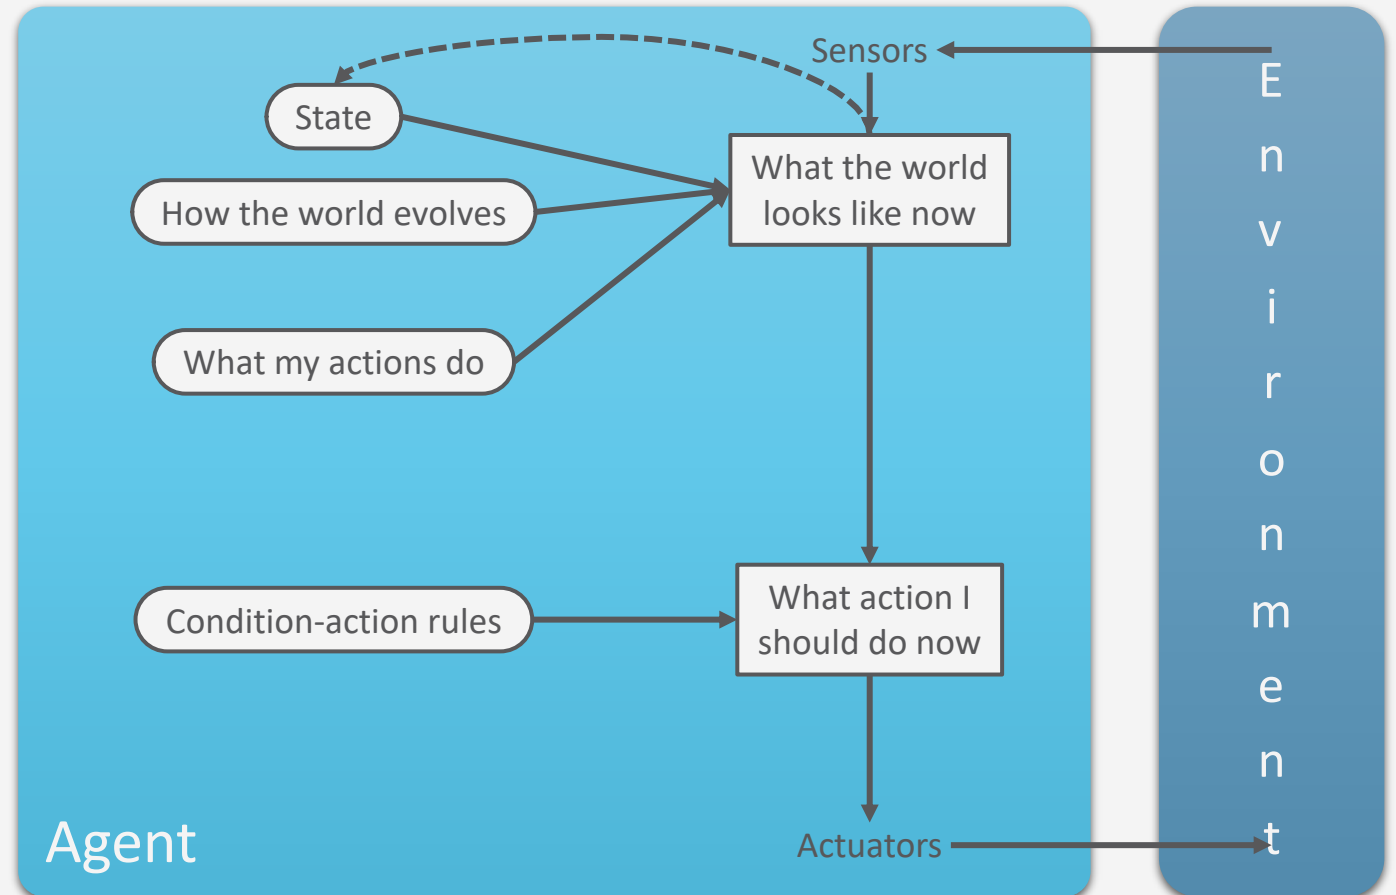 Sensors
State
What the world
looks like now
How the world evolves
What my actions do
Condition-action rules
What action I
should do now
Actuators
Agent
E
n
v
i
r
o
n
m
e
n
t